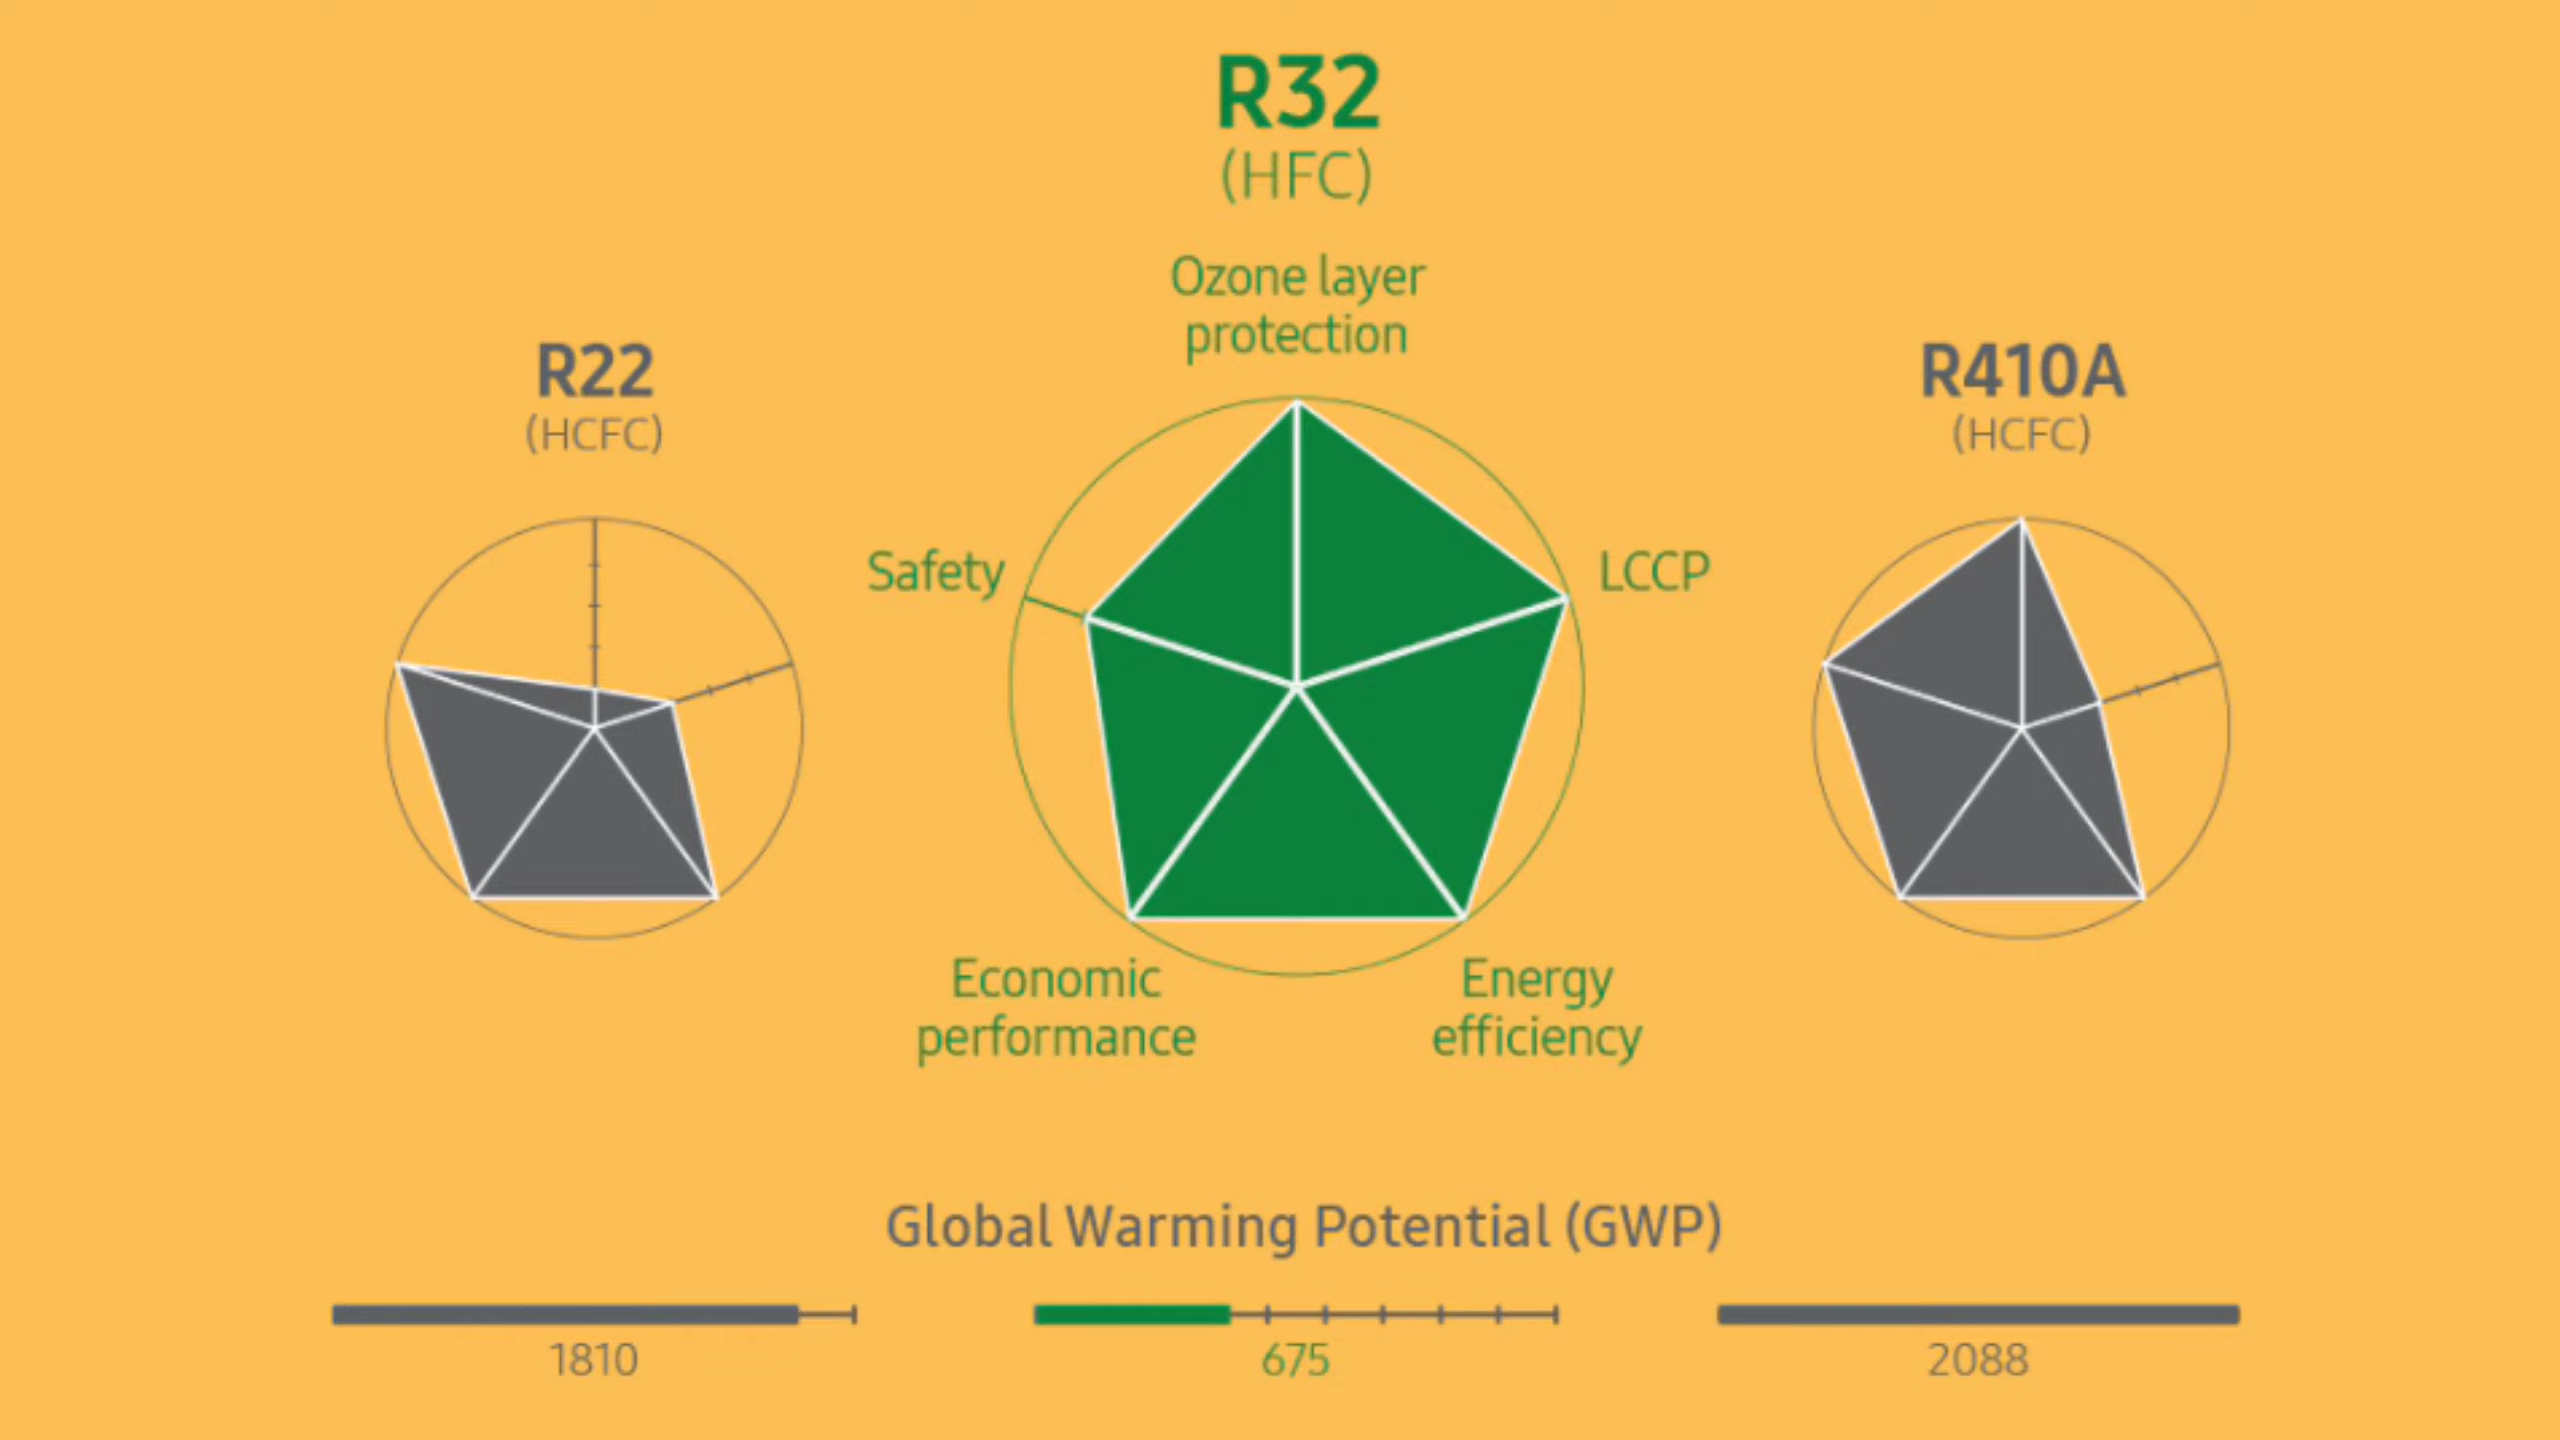 R32
(HFC)
Ozone layer
protection
R22
(HCFC)
R410A
(HCFC)
Safety
LCCP
Economic
performance
Energy
efficiency
Global Warming Potential (GWP)
1810
675
2088